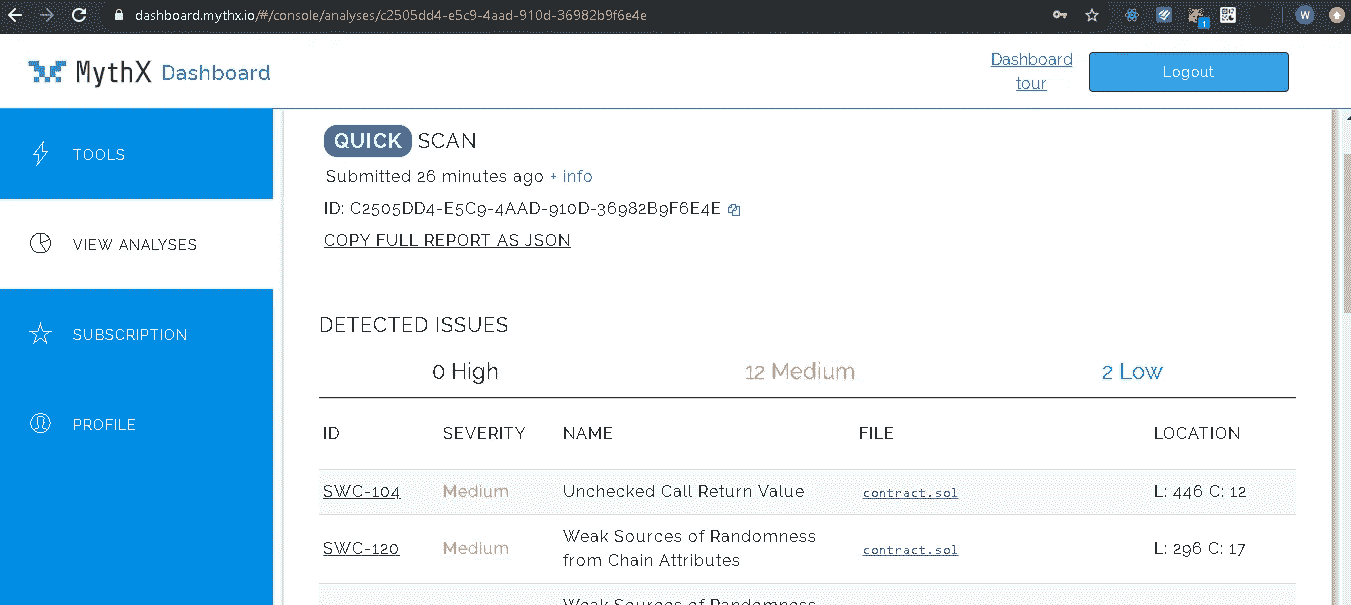 dashboard.mythx.io/#/console/analyses/c2505dd4-e5c9-4aad-910d-36982b9f6e4e
1
W
MythX Dashboard
Dashboard
tour
Logout
TOOLS
VIEW ANALYSES
SUBSCRIPTION
PROFILE
QUICK SCAN
Submitted 26 minutes ago + info
ID: C2505DD4-E5C9-4AAD-910D-36982B9F6E4E
COPY FULL REPORT AS JSON
DETECTED ISSUES
0 High 12 Medium 2 Low
ID SEVERITY NAME FILE LOCATION
SWC-104 Medium Unchecked Call Return Value contract.sol L: 446 C: 12
Weak Sources of Randomness
SWC-120 Medium from Chain Attributes contract.sol L: 296 C: 17
Weak Sources of Randomness